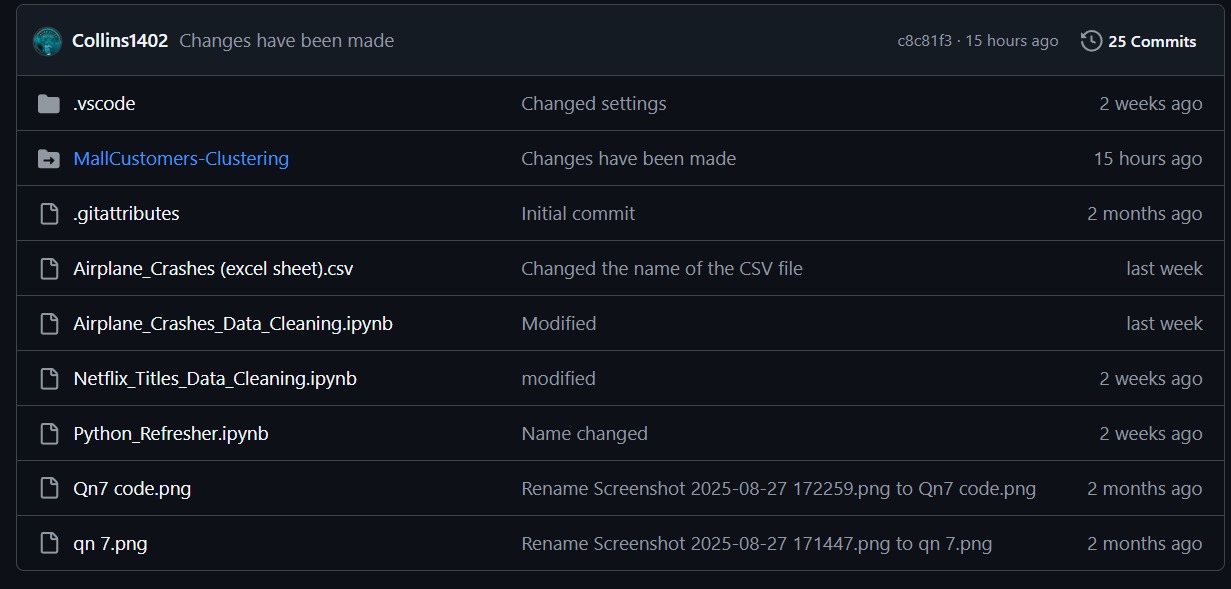 Collins1402 Changes have been made c8c81f3 · 15 hours ago 25 Commits
.vscode Changed settings 2 weeks ago
MallCustomers-Clustering Changes have been made 15 hours ago
.gitattributes Initial commit 2 months ago
Airplane_Crashes (excel sheet).csv Changed the name of the CSV file last week
Airplane_Crashes_Data_Cleaning.ipynb Modified last week
Netflix_Titles_Data_Cleaning.ipynb modified 2 weeks ago
Python_Refresher.ipynb Name changed 2 weeks ago
Qn7 code.png Rename Screenshot 2025-08-27 172259.png to Qn7 code.png 2 months ago
qn 7.png Rename Screenshot 2025-08-27 171447.png to qn 7.png 2 months ago